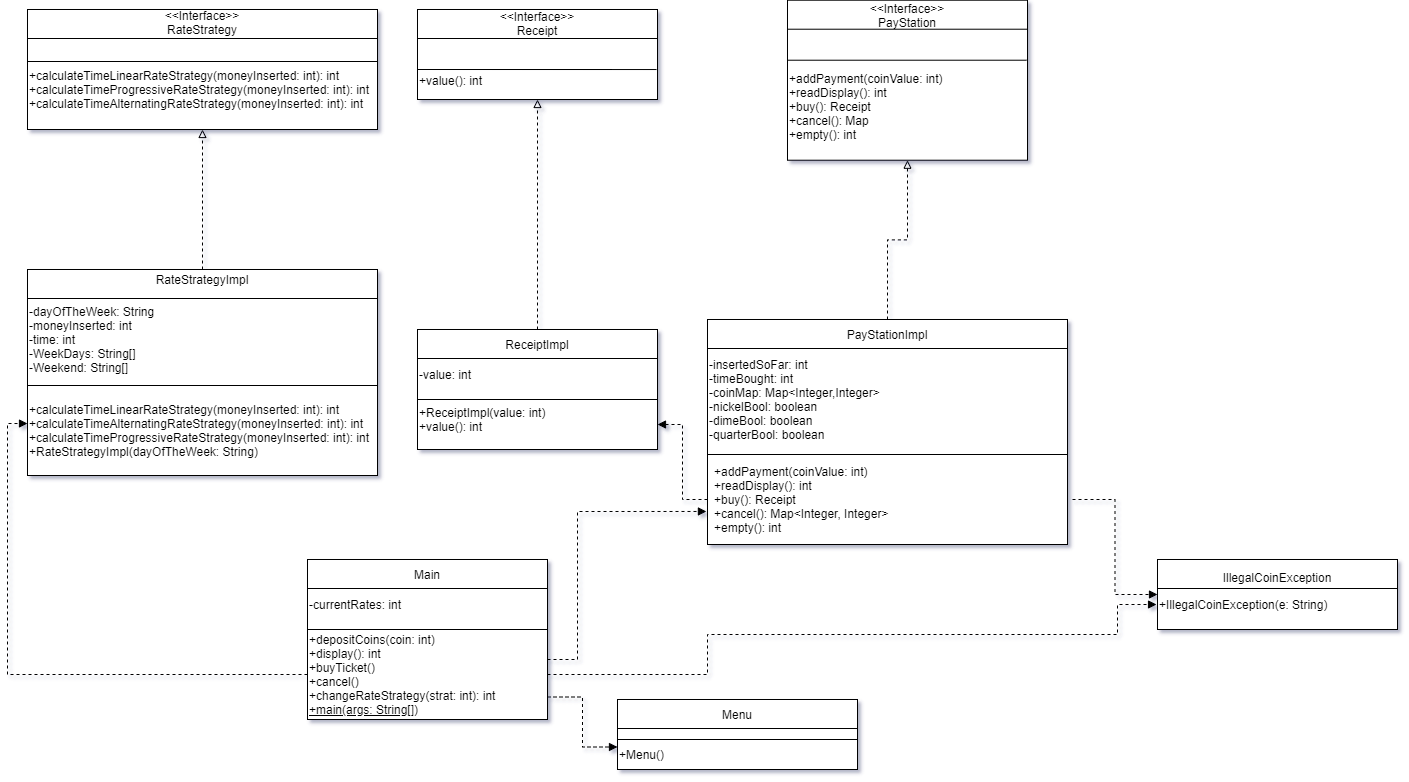 <<Interface>>
RateStrategy
+calculateTimeLinearRateStrategy(moneyInserted: int): int
+calculateTimeProgressiveRateStrategy(moneyInserted: int): int
+calculateTimeAlternatingRateStrategy(moneyInserted: int): int
<<Interface>>
Receipt
+value(): int
<<Interface>>
PayStation
+addPayment(coinValue: int)
+readDisplay(): int
+buy(): Receipt
+cancel(): Map
+empty(): int
RateStrategyImpl
-dayOfTheWeek: String
-moneyInserted: int
-time: int
-WeekDays: String[]
-Weekend: String[]
+calculateTimeLinearRateStrategy(moneyInserted: int): int
+calculateTimeAlternatingRateStrategy(moneyInserted: int): int
+calculateTimeProgressiveRateStrategy(moneyInserted: int): int
+RateStrategyImpl(dayOfTheWeek: String)
ReceiptImpl
-value: int
+ReceiptImpl(value: int)
+value(): int
PayStationImpl
-insertedSoFar: int
-timeBought: int
-coinMap: Map<Integer,Integer>
-nickelBool: boolean
-dimeBool: boolean
-quarterBool: boolean
+addPayment(coinValue: int)
+readDisplay(): int
+buy(): Receipt
+cancel(): Map<Integer, Integer>
+empty(): int
Main
-currentRates: int
+depositCoins(coin: int)
+display(): int
+buyTicket()
+cancel()
+changeRateStrategy(strat: int): int
+main(args: String[])
IllegalCoinException
+IllegalCoinException(e: String)
Menu
+Menu()